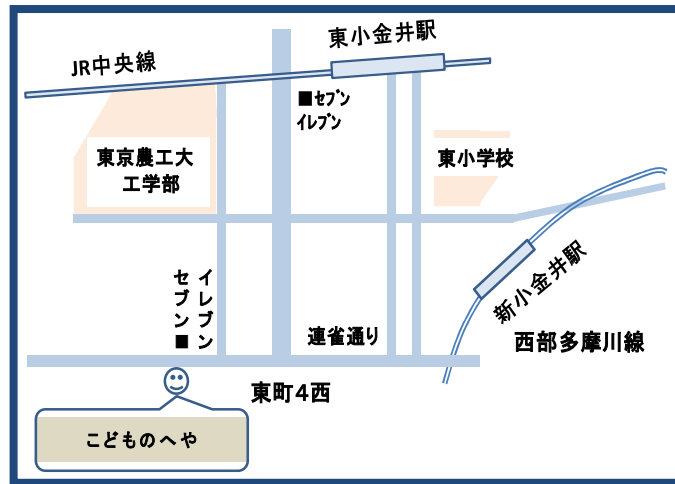 東小金井駅
JR中央線
■セブン
イレブン
東京農工大
工学部
東小学校
新小金井駅
セブン■
イレブン
連雀通り
西部多摩川線
東町4西
こどものへや